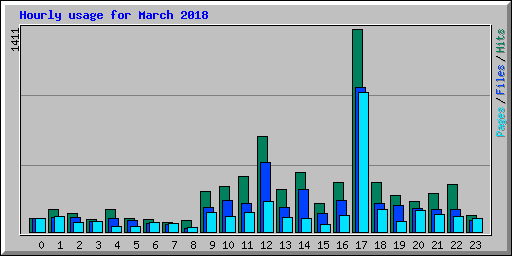 Hourly usage for March 2018
1411
Pages / Files / Hits
0 1 2 3 4 5 6 7 8 9 10 11 12 13 14 15 16 17 18 19 20 21 22 23